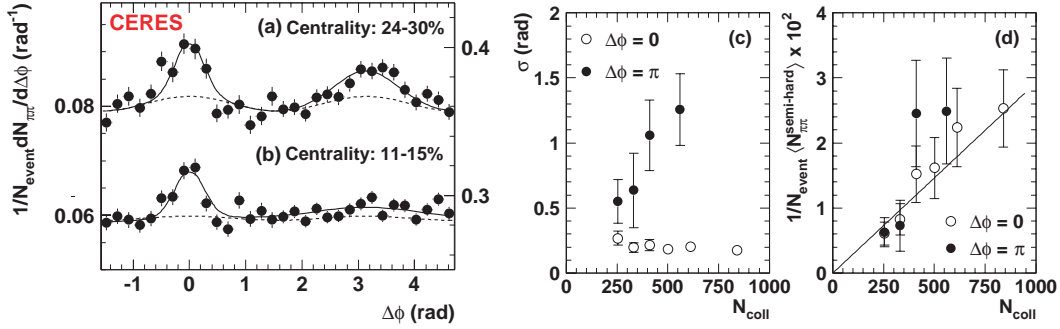 CERES
(a) Centrality: 24-30%
(b) Centrality: 11-15%
1/N_event dN_ππ/dΔϕ (rad⁻¹)
0.08
0.06
0.4
0.3
-1 0 1 2 3 4
Δϕ (rad)
(c)
Δϕ = 0
Δϕ = π
σ (rad)
2
1.5
1
0.5
0
0 250 500 750 1000
N_coll
(d)
1/N_event ⟨N_ππ^semi-hard⟩ x 10²
4
3
2
1
0
Δϕ = 0
Δϕ = π
0 250 500 750 1000
N_coll